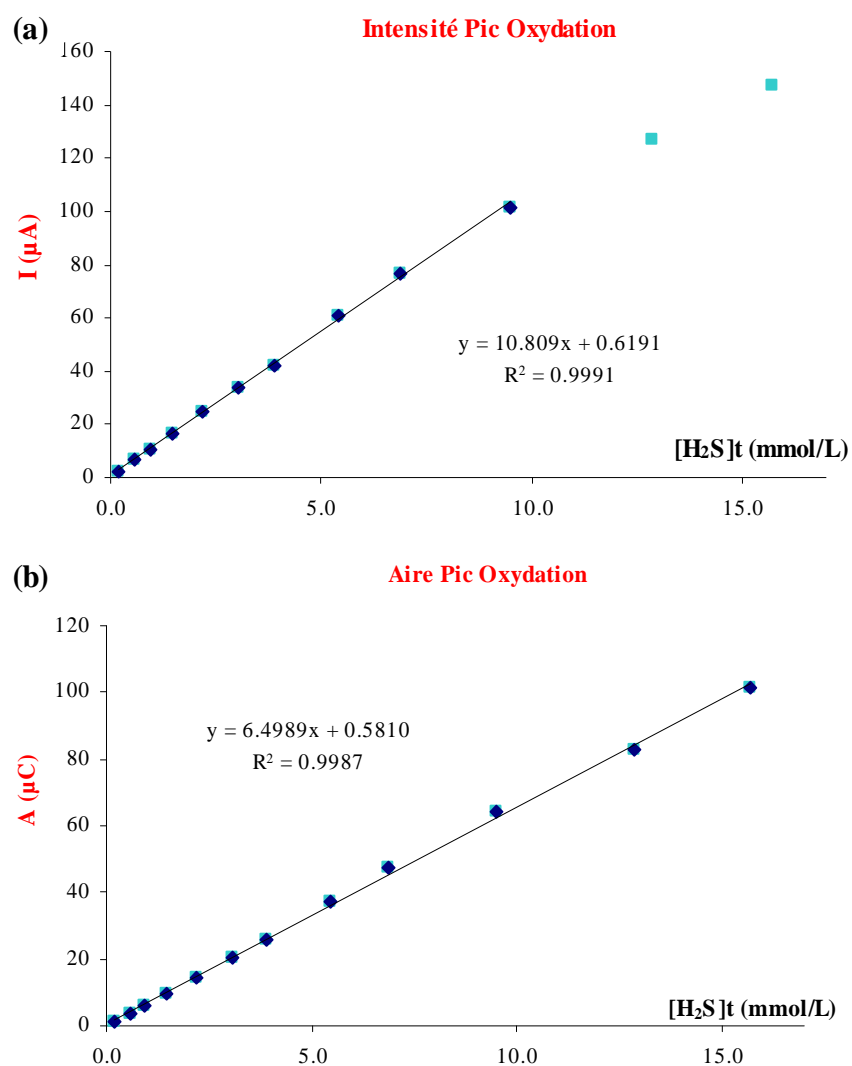 (a)
Intensité Pic Oxydation
160
140
120
100
80
60
40
20
0
I (µA)
y = 10.809x + 0.6191
R² = 0.9991
[H₂S]t (mmol/L)
0.0 5.0 10.0 15.0
(b)
Aire Pic Oxydation
120
100
80
60
40
20
0
A (µC)
y = 6.4989x + 0.5810
R² = 0.9987
[H₂S]t (mmol/L)
0.0 5.0 10.0 15.0